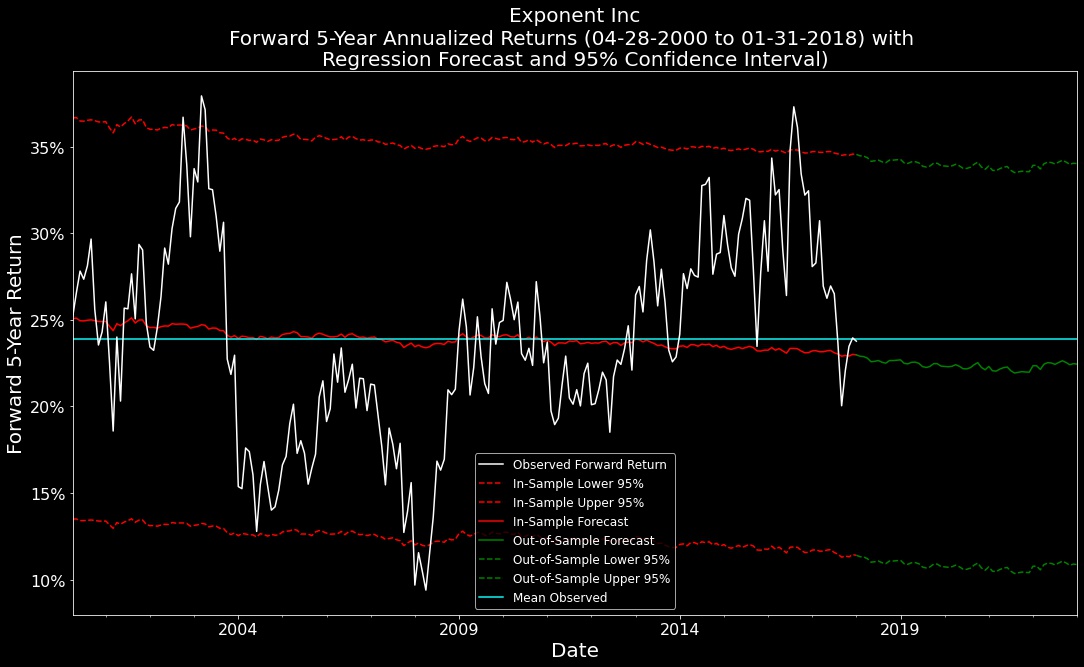 Exponent Inc
Forward 5-Year Annualized Returns (04-28-2000 to 01-31-2018) with
Regression Forecast and 95% Confidence Interval)
35%
30%
25%
20%
15%
10%
Forward 5-Year Return
Observed Forward Return
In-Sample Lower 95%
In-Sample Upper 95%
In-Sample Forecast
Out-of-Sample Forecast
Out-of-Sample Lower 95%
Out-of-Sample Upper 95%
Mean Observed
2004
2009
2014
2019
Date